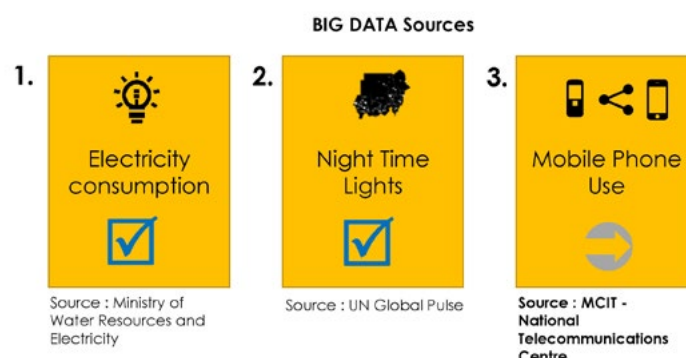 BIG DATA Sources
1.
Electricity
consumption
Source : Ministry of
Water Resources and
Electricity
2.
Night Time
Lights
Source : UN Global Pulse
3.
Mobile Phone
Use
Source : MCIT -
National
Telecommunications
Centre